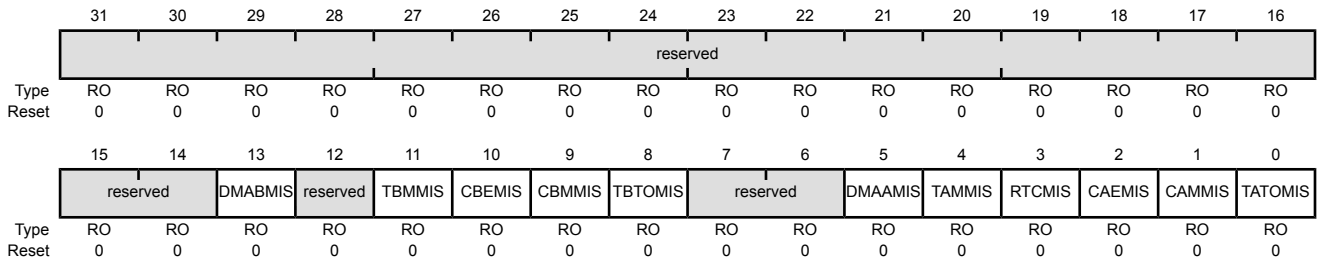 31 30 29 28 27 26 25 24 23 22 21 20 19 18 17 16
reserved
Type RO RO RO RO RO RO RO RO RO RO RO RO RO RO RO RO
Reset 0 0 0 0 0 0 0 0 0 0 0 0 0 0 0 0
15 14 13 12 11 10 9 8 7 6 5 4 3 2 1 0
reserved DMABMIS reserved TBMMIS CBEMIS CBMMIS TBTOMIS reserved DMAAMIS TAMMIS RTCMIS CAEMIS CAMMIS TATOMIS
Type RO RO RO RO RO RO RO RO RO RO RO RO RO RO RO RO
Reset 0 0 0 0 0 0 0 0 0 0 0 0 0 0 0 0